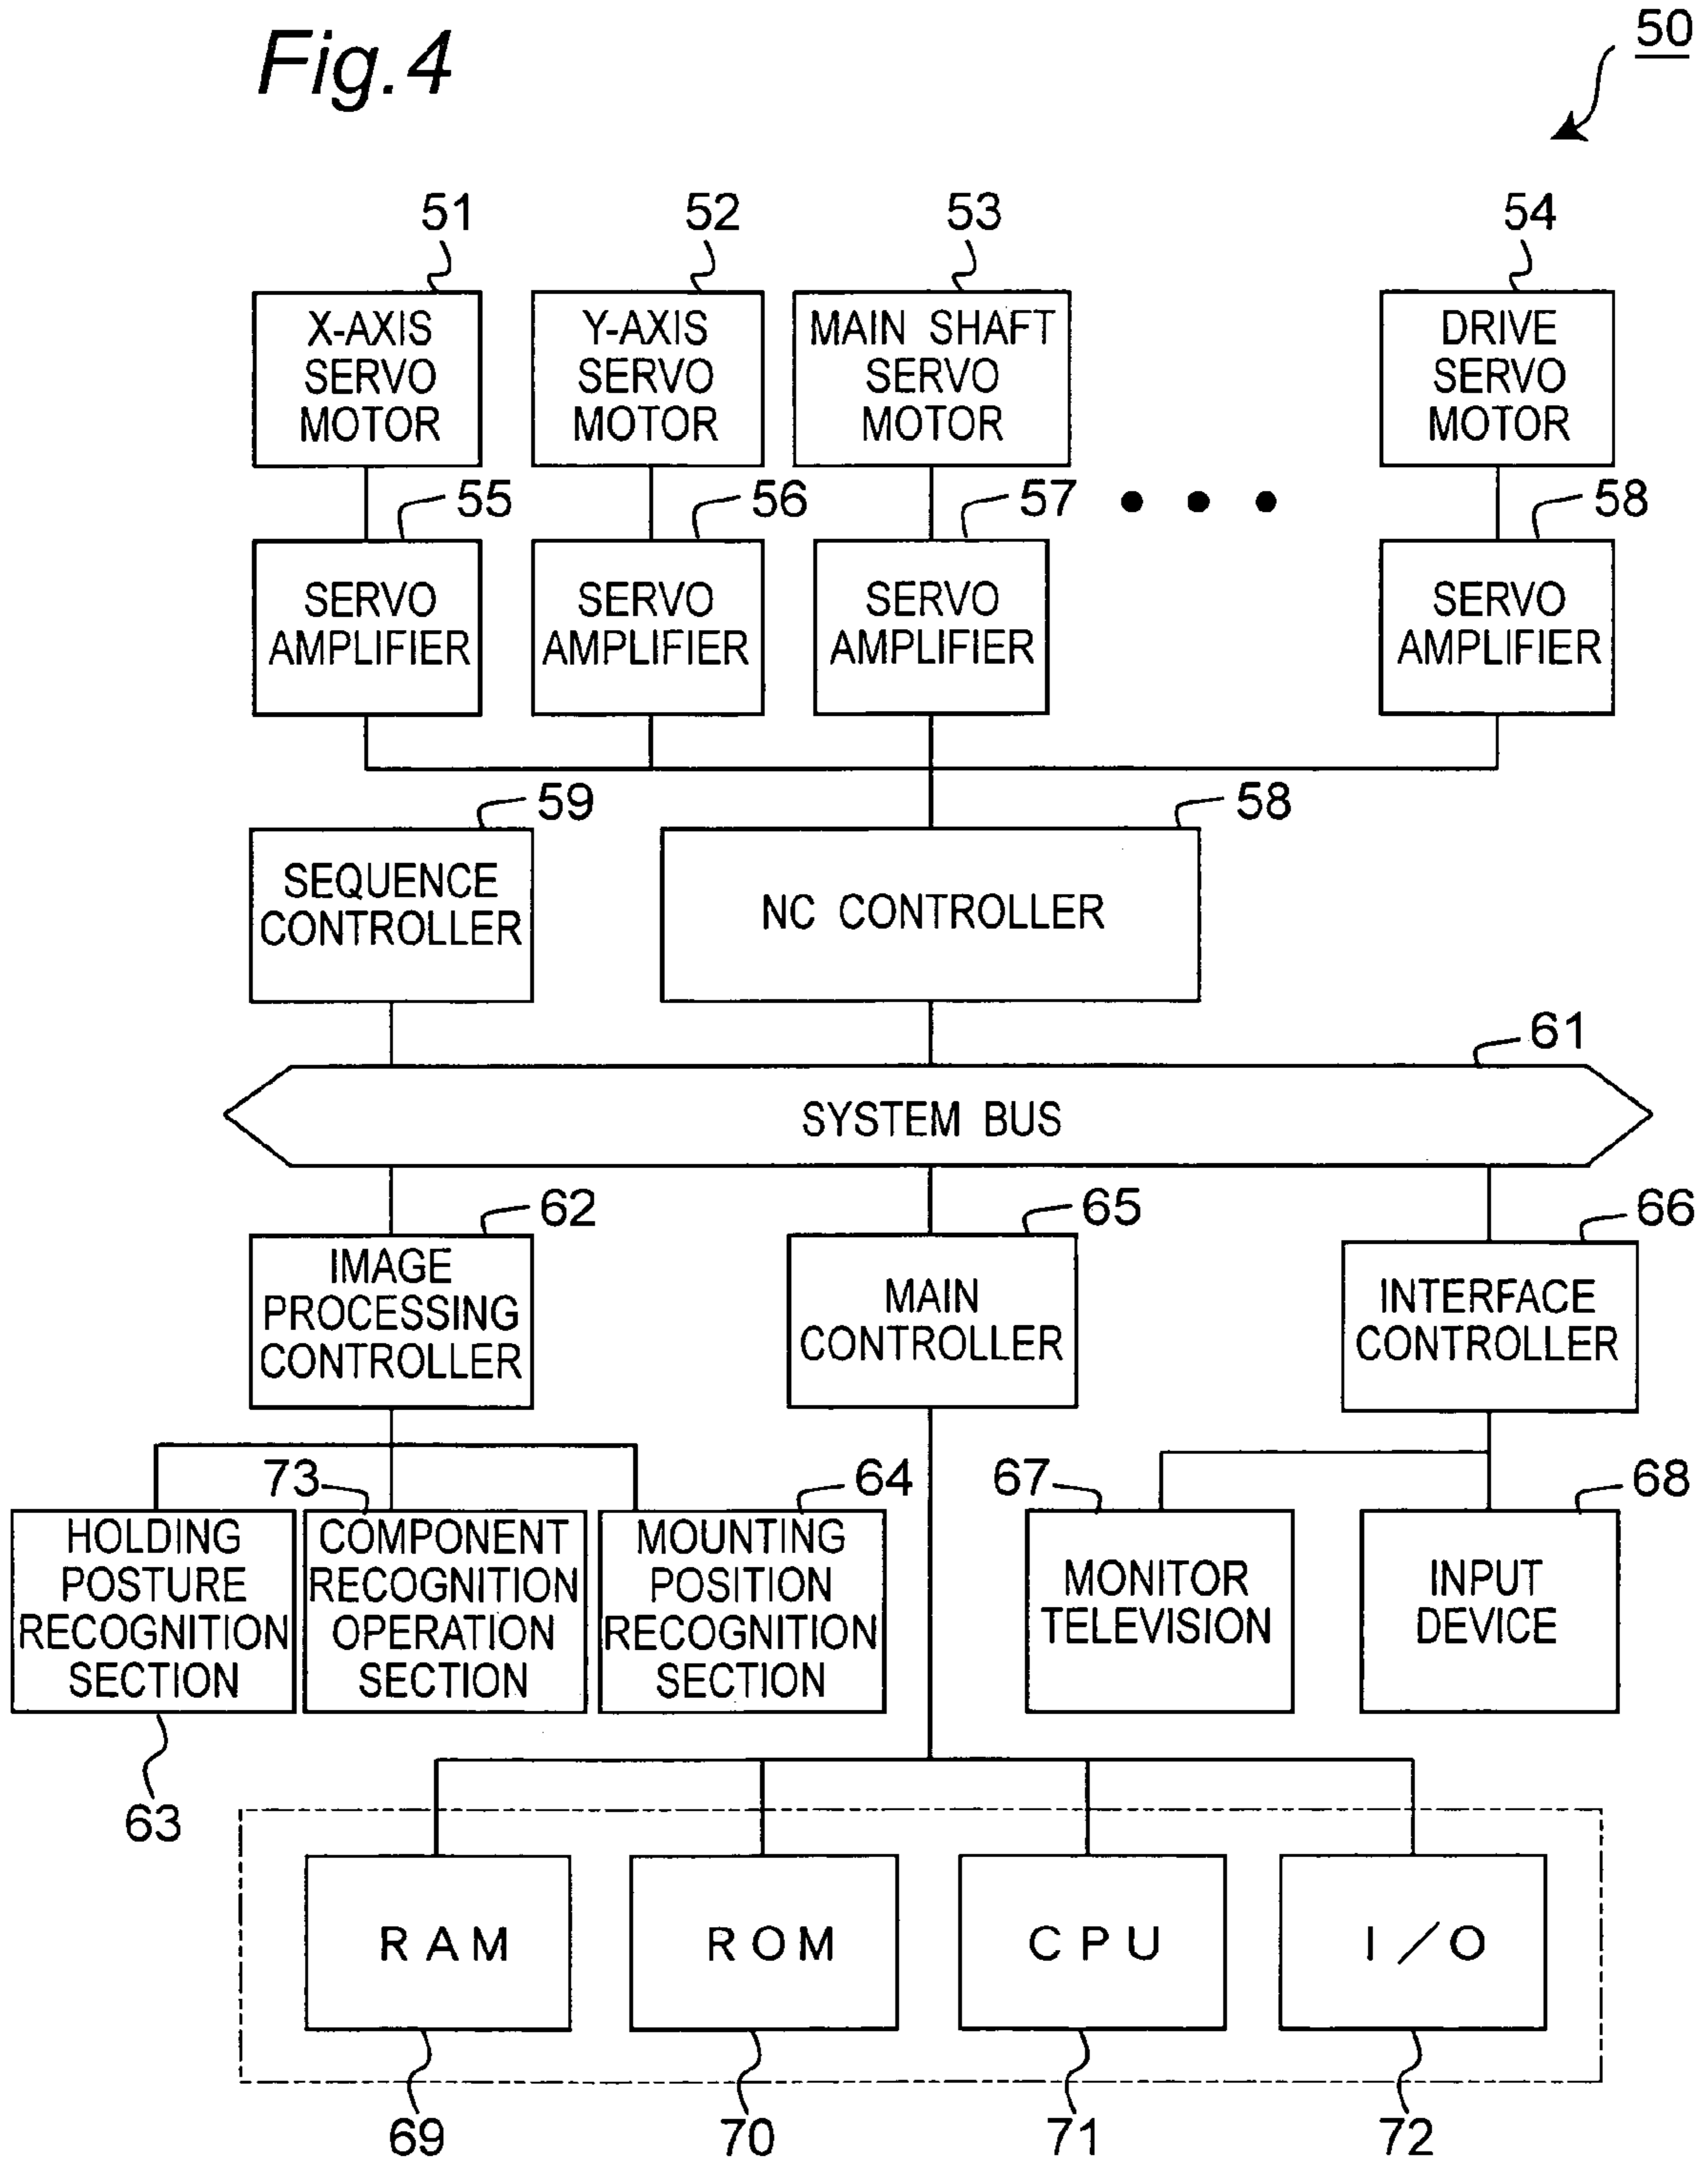 Fig.4
50
51
52
53
54
X-AXIS
SERVO
MOTOR
Y-AXIS
SERVO
MOTOR
MAIN SHAFT
SERVO
MOTOR
DRIVE
SERVO
MOTOR
55
56
57
58
SERVO
AMPLIFIER
SERVO
AMPLIFIER
SERVO
AMPLIFIER
SERVO
AMPLIFIER
59
58
SEQUENCE
CONTROLLER
NC CONTROLLER
61
SYSTEM BUS
62
65
66
IMAGE
PROCESSING
CONTROLLER
MAIN
CONTROLLER
INTERFACE
CONTROLLER
73
64
67
68
HOLDING
POSTURE
RECOGNITION
SECTION
COMPONENT
RECOGNITION
OPERATION
SECTION
MOUNTING
POSITION
RECOGNITION
SECTION
MONITOR
TELEVISION
INPUT
DEVICE
63
RAM
ROM
CPU
I/O
69
70
71
72